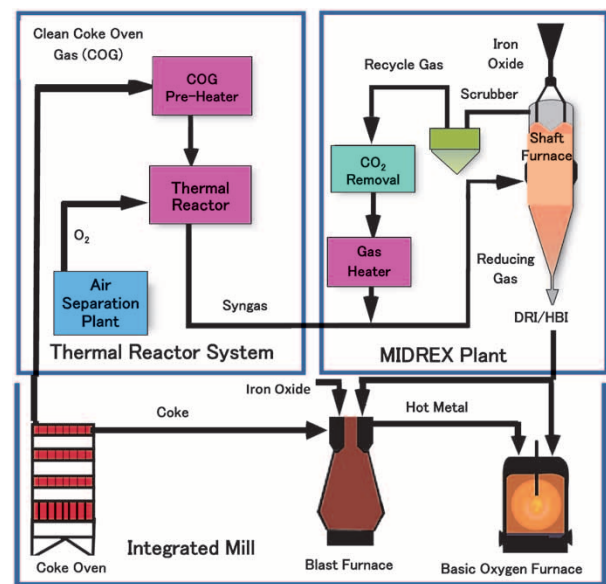 Clean Coke Oven
Gas (COG)
COG
Pre-Heater
Thermal
Reactor
O2
Air
Separation
Plant
Syngas
Thermal Reactor System
Iron
Oxide
Recycle Gas
Scrubber
Shaft
Furnace
CO2
Removal
Gas
Heater
Reducing
Gas
DRI/HBI
MIDREX Plant
Iron Oxide
Coke
Hot Metal
Integrated Mill
Coke Oven
Blast Furnace
Basic Oxygen Furnace